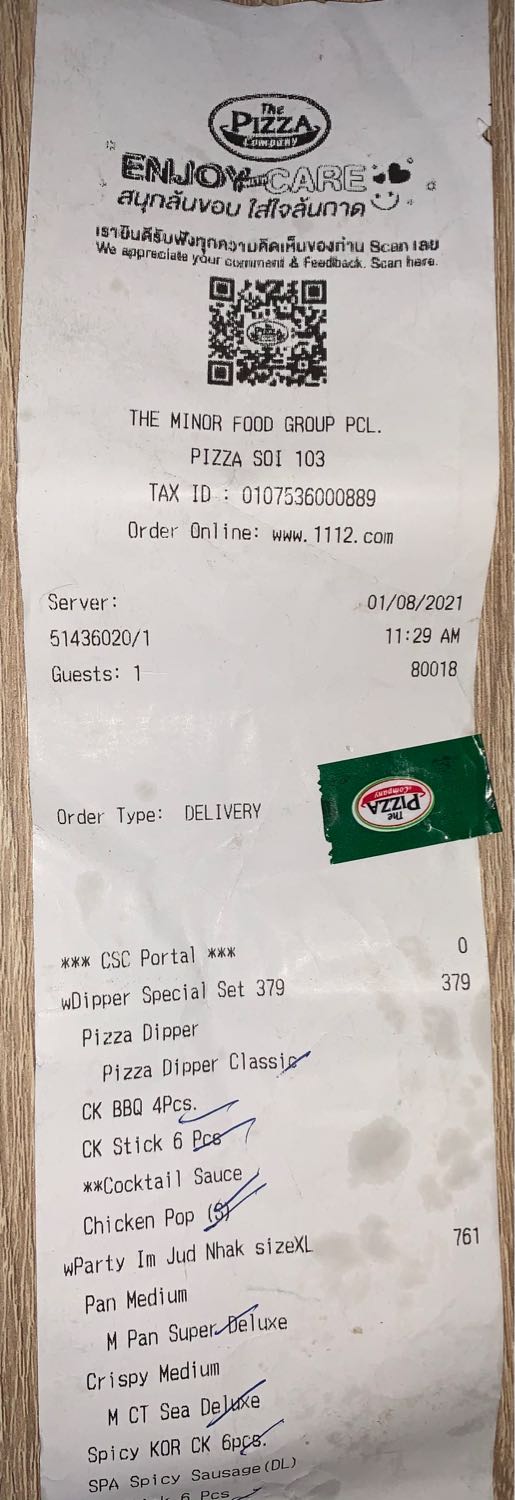 The
PIZZA
Company
ENJOY CARE
สนุกล้นขอบ ใส่ใจล้นถาด
เรายินดีรับฟังทุกความคิดเห็นของท่าน Scan เลย
We appreciate your comment & Feedback. Scan here.
THE MINOR FOOD GROUP PCL.
PIZZA SOI 103
TAX ID : 0107536000889
Order Online: www.1112.com
Server: 01/08/2021
51436020/1 11:29 AM
Guests: 1 80018
The
PIZZA
Company
Order Type: DELIVERY
*** CSC Portal *** 0
wDipper Special Set 379 379
Pizza Dipper
Pizza Dipper Classic
CK BBQ 4Pcs.
CK Stick 6 Pcs
**Cocktail Sauce
Chicken Pop (S)
wParty Im Jud Nhak sizeXL 761
Pan Medium
M Pan Super Deluxe
Crispy Medium
M CT Sea Deluxe
Spicy KOR CK 6pcs.
SPA Spicy Sausage(DL)
6 Pcs